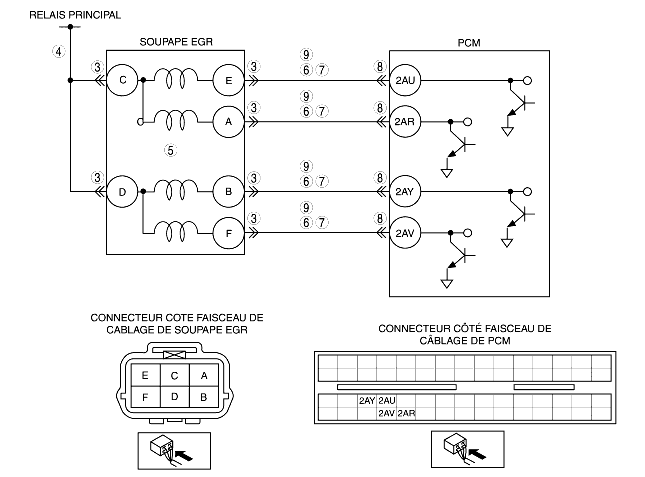 RELAIS PRINCIPAL
SOUPAPE EGR
PCM
4
3 C E 3 9 6 7 8 2AU
A 3 9 6 7 8 2AR
5
3 D B 3 9 6 7 8 2AY
F 3 9 6 7 8 2AV
CONNECTEUR COTE FAISCEAU DE
CABLAGE DE SOUPAPE EGR
E C A
F D B
CONNECTEUR CÔTÉ FAISCEAU DE
CÂBLAGE DE PCM
2AY 2AU
2AV 2AR